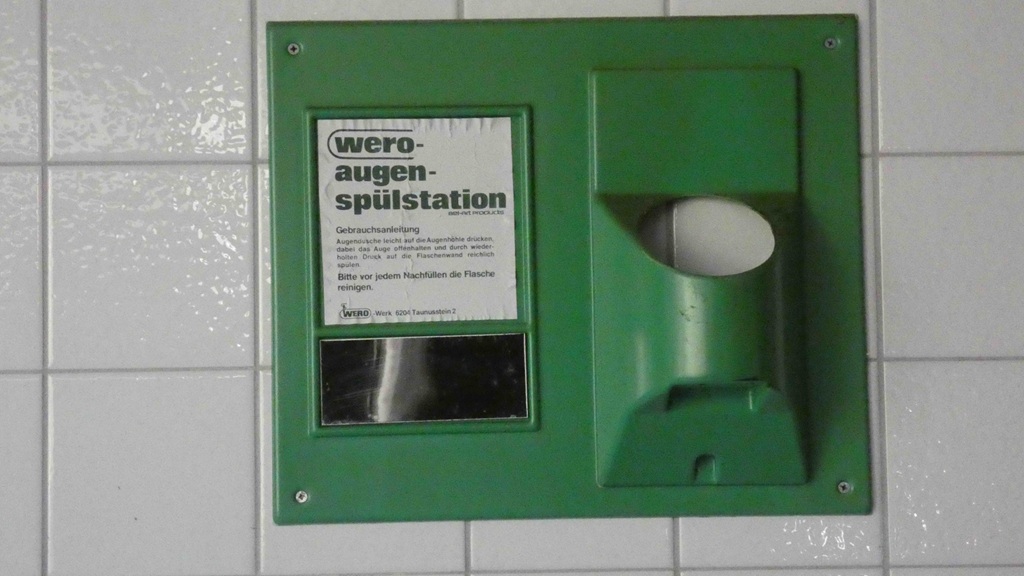 wero-
augen-
spülstation
Gebrauchsanleitung
Augendusche leicht auf die Augenhöhle drücken,
dabei das Auge offenhalten und durch wieder-
holten Druck auf die Flaschenwand reichlich
spülen.
Bitte vor jedem Nachfüllen die Flasche
reinigen.
WERO -Werk 6204 Taunusstein 2